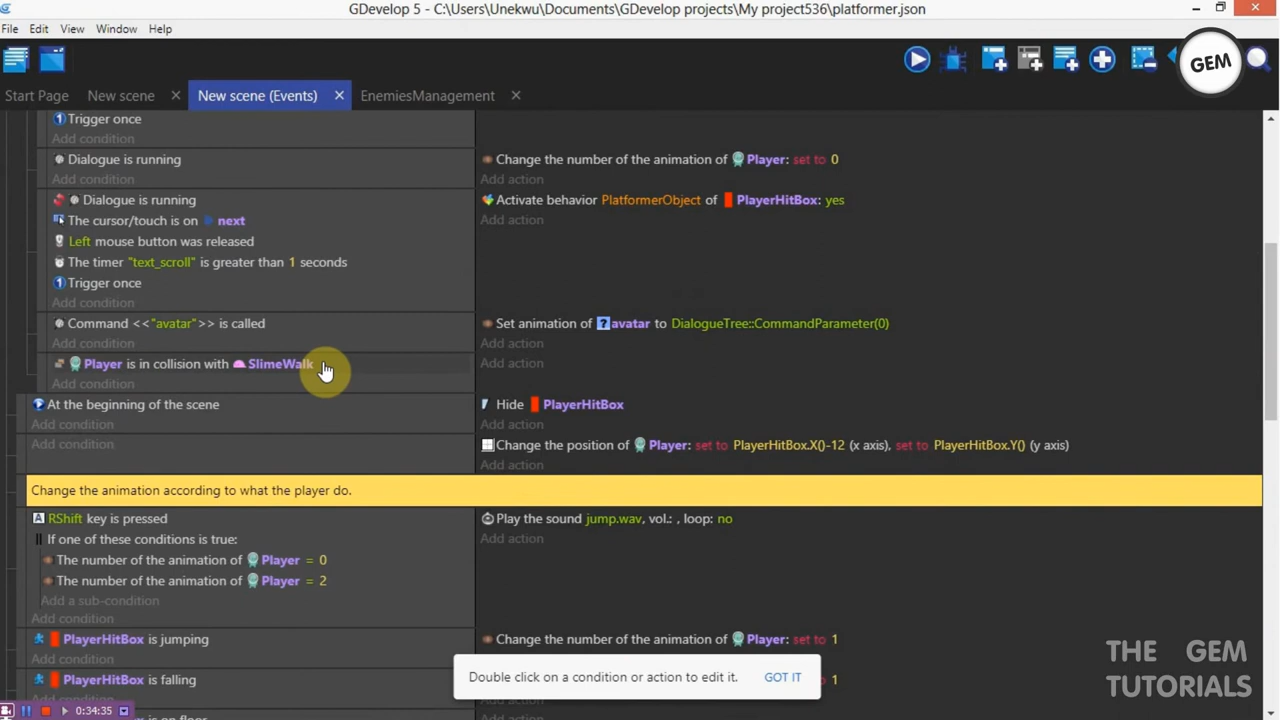 GDevelop 5 - C:\Users\Unekwu\Documents\GDevelop projects\My project536\platformer.json
File Edit View Window Help
GEM
Start Page New scene × New scene (Events) × EnemiesManagement ×
Trigger once
Add condition
Dialogue is running Change the number of the animation of Player: set to 0
Add condition Add action
Dialogue is running Activate behavior PlatformerObject of PlayerHitBox: yes
The cursor/touch is on next Add action
Left mouse button was released
The timer "text_scroll" is greater than 1 seconds
Trigger once
Add condition
Command <<"avatar">> is called Set animation of avatar to DialogueTree::CommandParameter(0)
Add condition Add action
Player is in collision with SlimeWalk Add action
Add condition
At the beginning of the scene Hide PlayerHitBox
Add condition Add action
Add condition Change the position of Player: set to PlayerHitBox.X()-12 (x axis), set to PlayerHitBox.Y() (y axis)
Add action
Change the animation according to what the player do.
RShift key is pressed Play the sound jump.wav, vol.: , loop: no
If one of these conditions is true: Add action
The number of the animation of Player = 0
The number of the animation of Player = 2
Add a sub-condition
Add condition
PlayerHitBox is jumping Change the number of the animation of Player: set to 1
Add condition
PlayerHitBox is falling 1
Double click on a condition or action to edit it. GOT IT
THE GEM
TUTORIALS
0:34:35